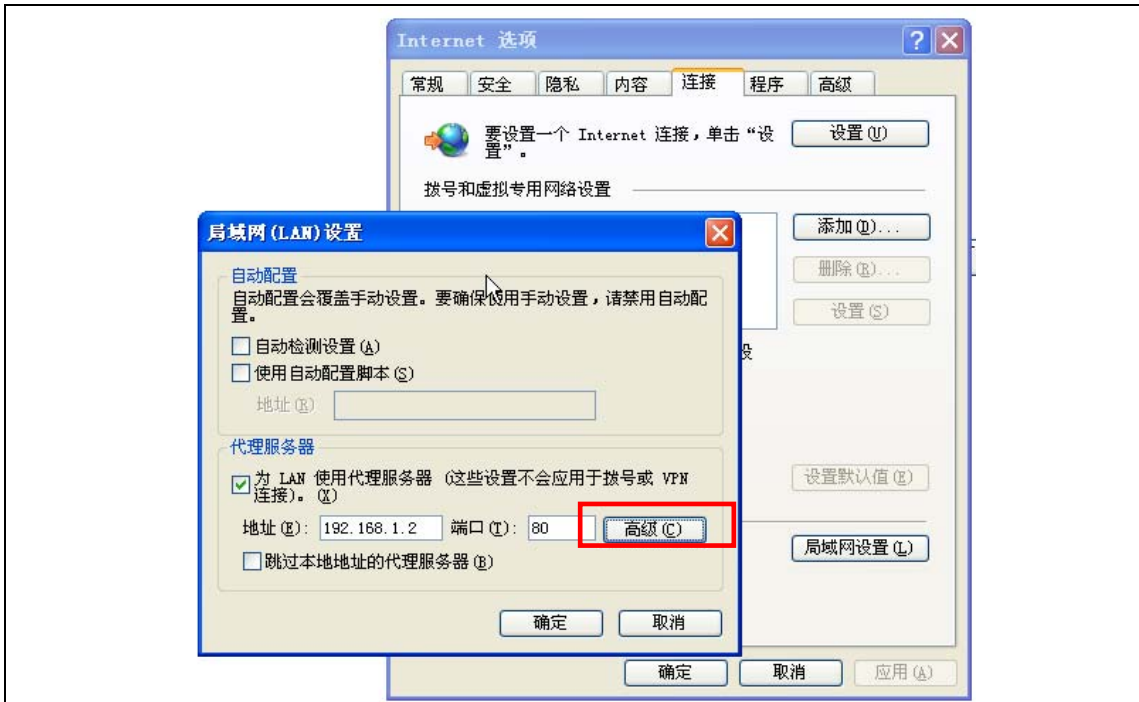 Internet 选项
常规 安全 隐私 内容 连接 程序 高级
要设置一个 Internet 连接，单击“设
置”。
设置(U)
拨号和虚拟专用网络设置
添加(D)...
删除(R)...
设置(S)
设
设置默认值(E)
局域网设置(L)
确定 取消 应用(A)
局域网(LAN)设置
自动配置
自动配置会覆盖手动设置。要确保仅用手动设置，请禁用自动配
置。
自动检测设置(A)
使用自动配置脚本(S)
地址(R)
代理服务器
为 LAN 使用代理服务器 (这些设置不会应用于拨号或 VPN
连接)。(X)
地址(E): 192.168.1.2 端口(T): 80 高级(C)
跳过本地地址的代理服务器(B)
确定 取消